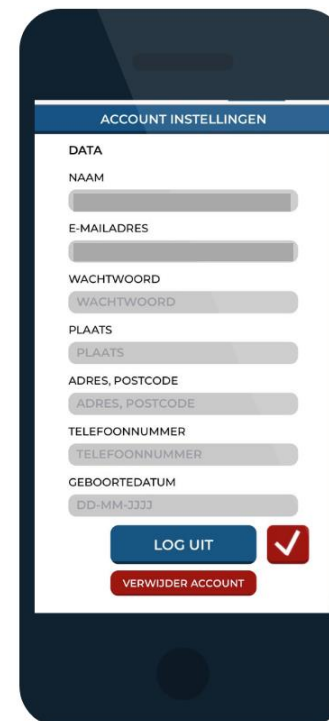 ACCOUNT INSTELLINGEN
DATA
NAAM
E-MAILADRES
WACHTWOORD
WACHTWOORD
PLAATS
PLAATS
ADRES, POSTCODE
ADRES, POSTCODE
TELEFOONNUMMER
TELEFOONNUMMER
GEBOORTEDATUM
DD-MM-JJJJ
LOG UIT
VERWIJDER ACCOUNT